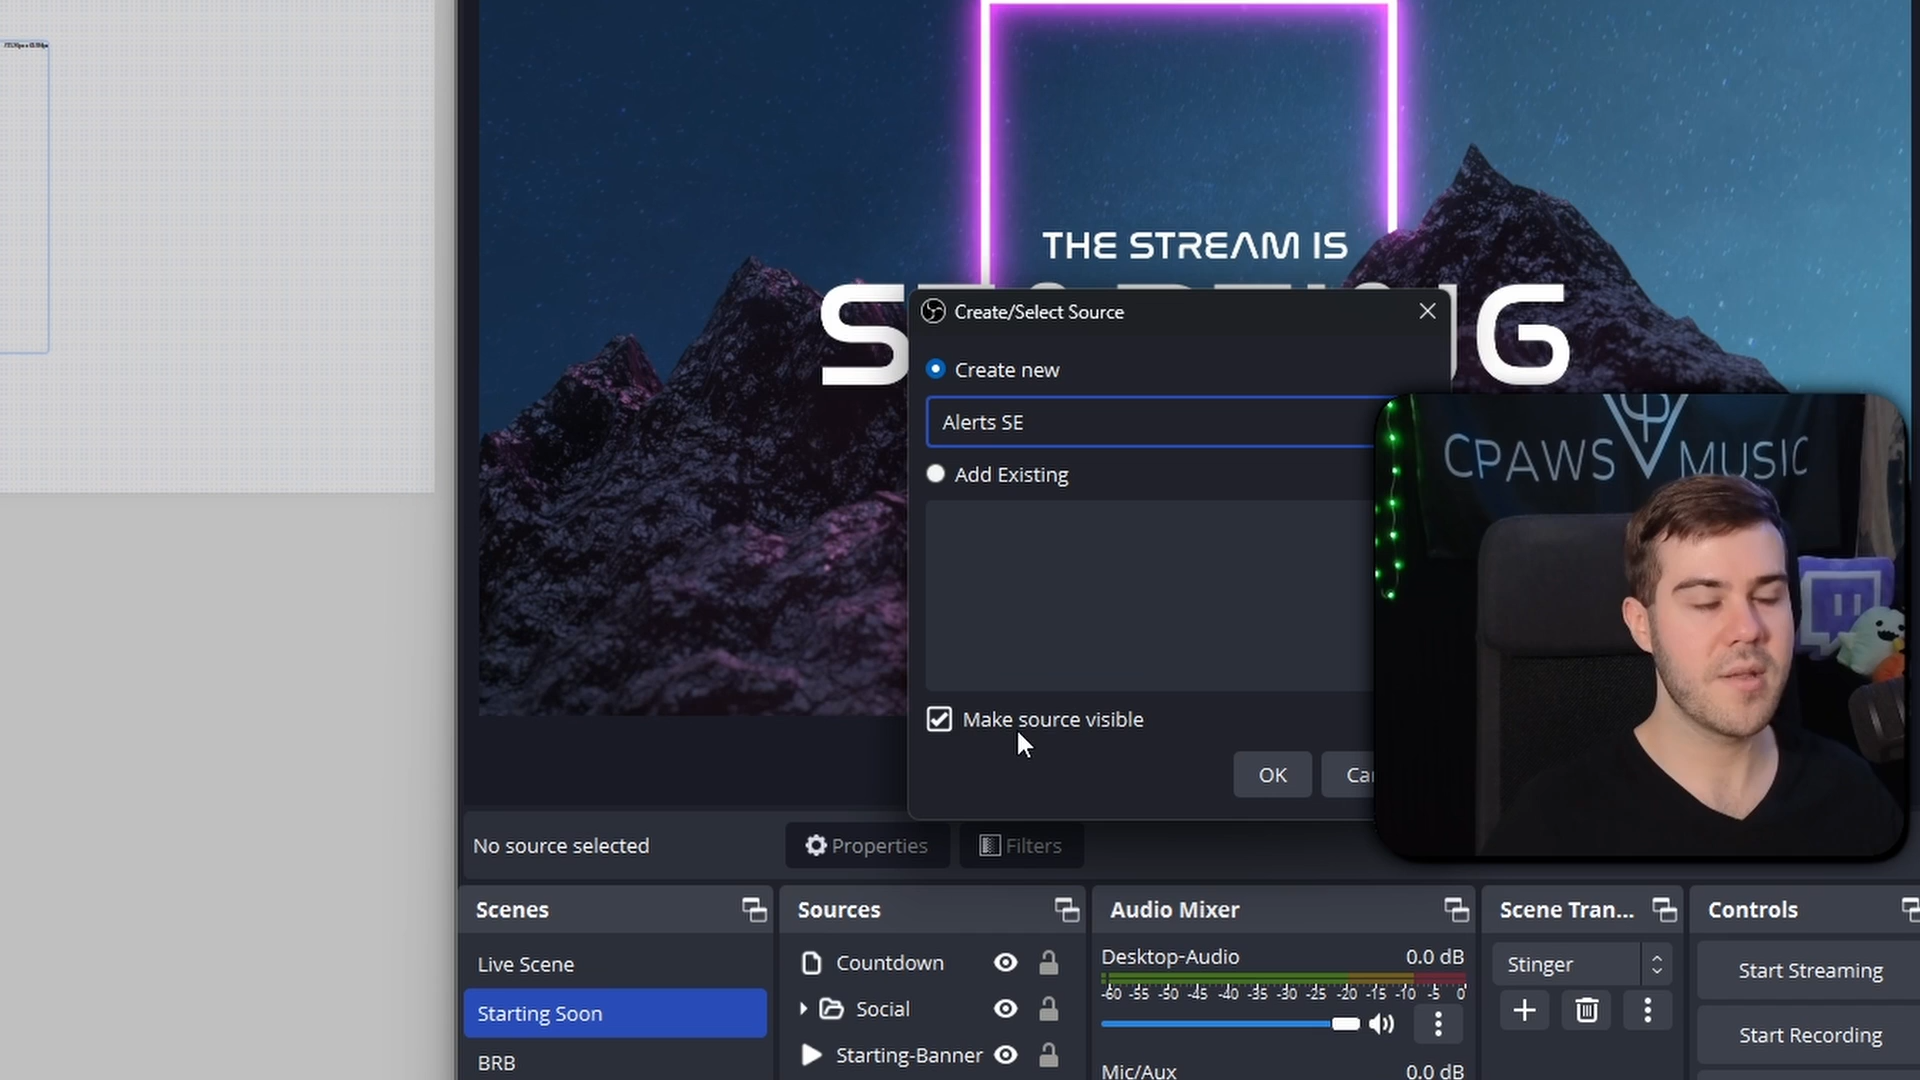 THE STREAM IS
Create/Select Source
Create new
Alerts SE
Add Existing
CPAWS MUSIC
Make source visible
OK
No source selected
Properties
Filters
Scenes
Sources
Audio Mixer
Scene Tran...
Controls
Live Scene
Starting Soon
BRB
Countdown
Social
Starting-Banner
Desktop-Audio
0.0 dB
-60 -55 -50 -45 -40 -35 -30 -25 -20 -15 -10 -5 0
Mic/Aux
0.0 dB
Stinger
Start Streaming
Start Recording